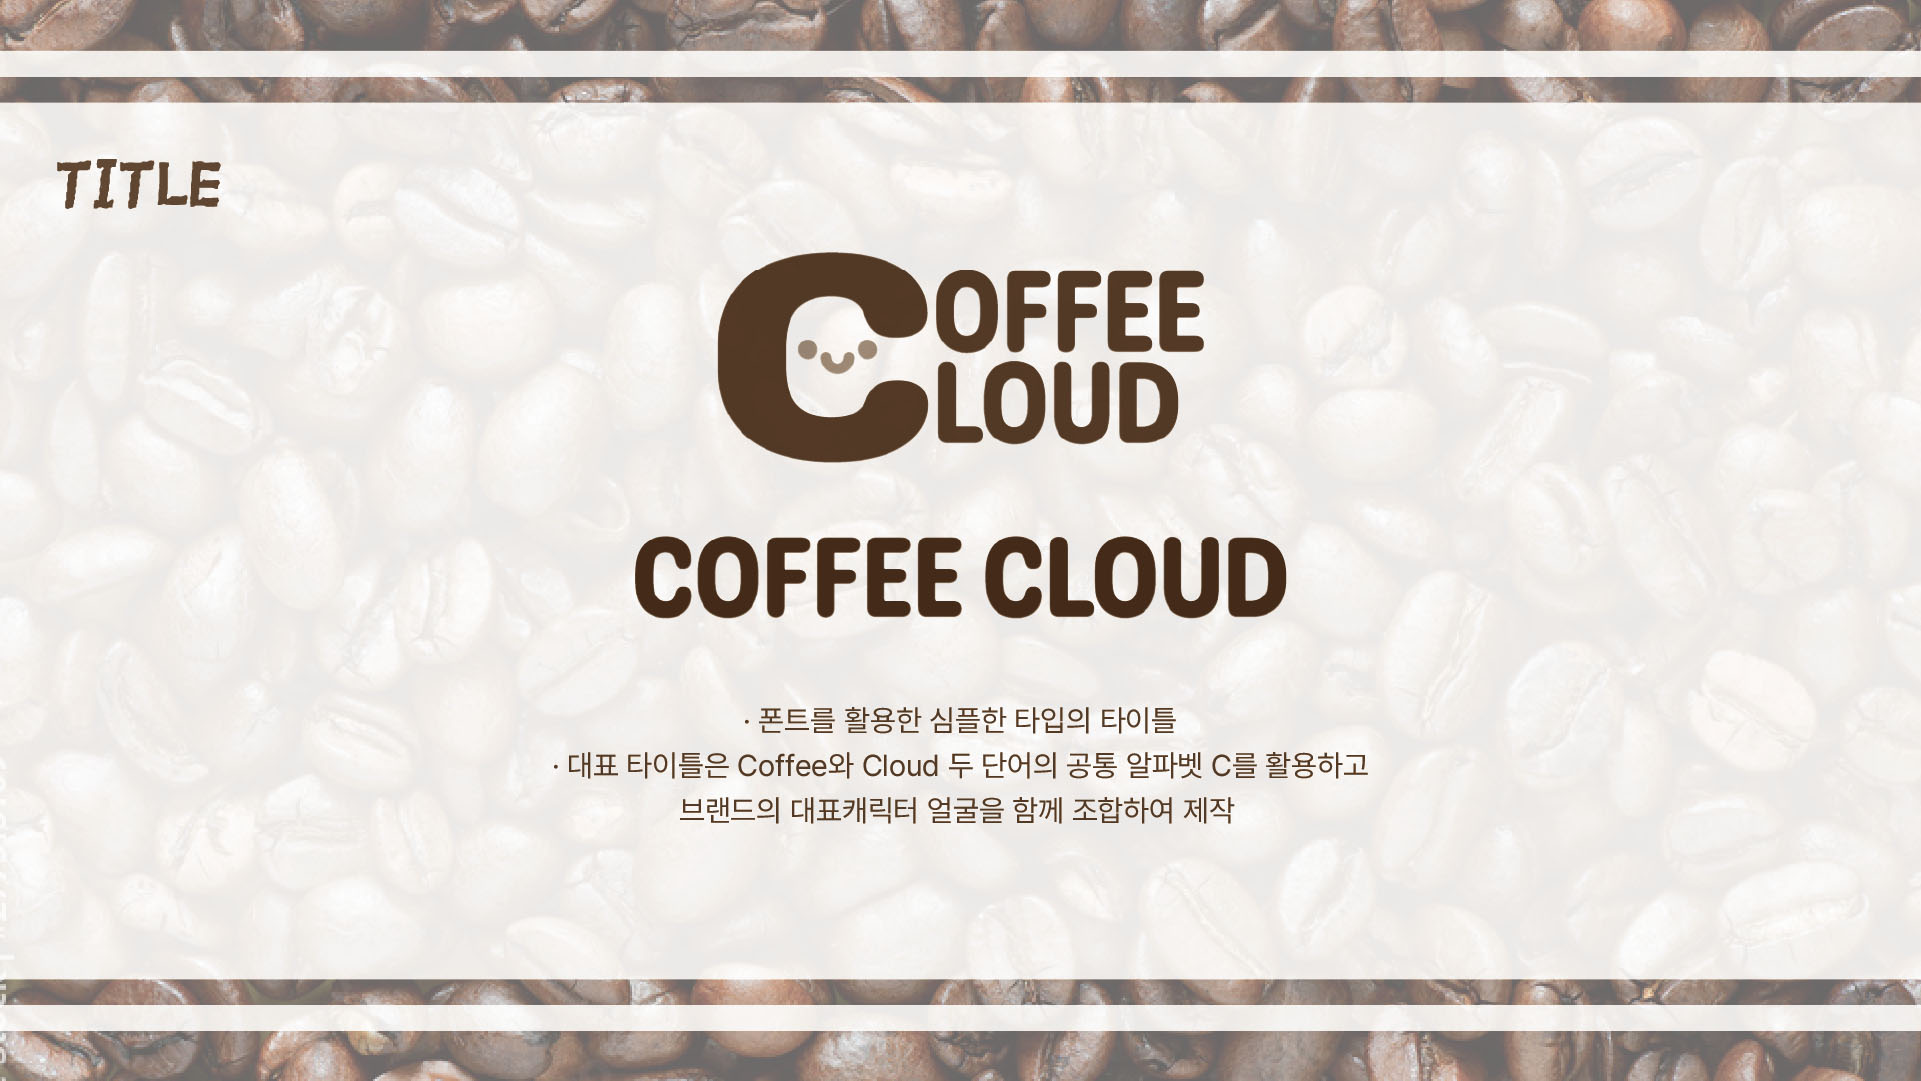 TITLE
COFFEE
CLOUD
COFFEE CLOUD
· 폰트를 활용한 심플한 타입의 타이틀
· 대표 타이틀은 Coffee와 Cloud 두 단어의 공통 알파벳 C를 활용하고
브랜드의 대표캐릭터 얼굴을 함께 조합하여 제작